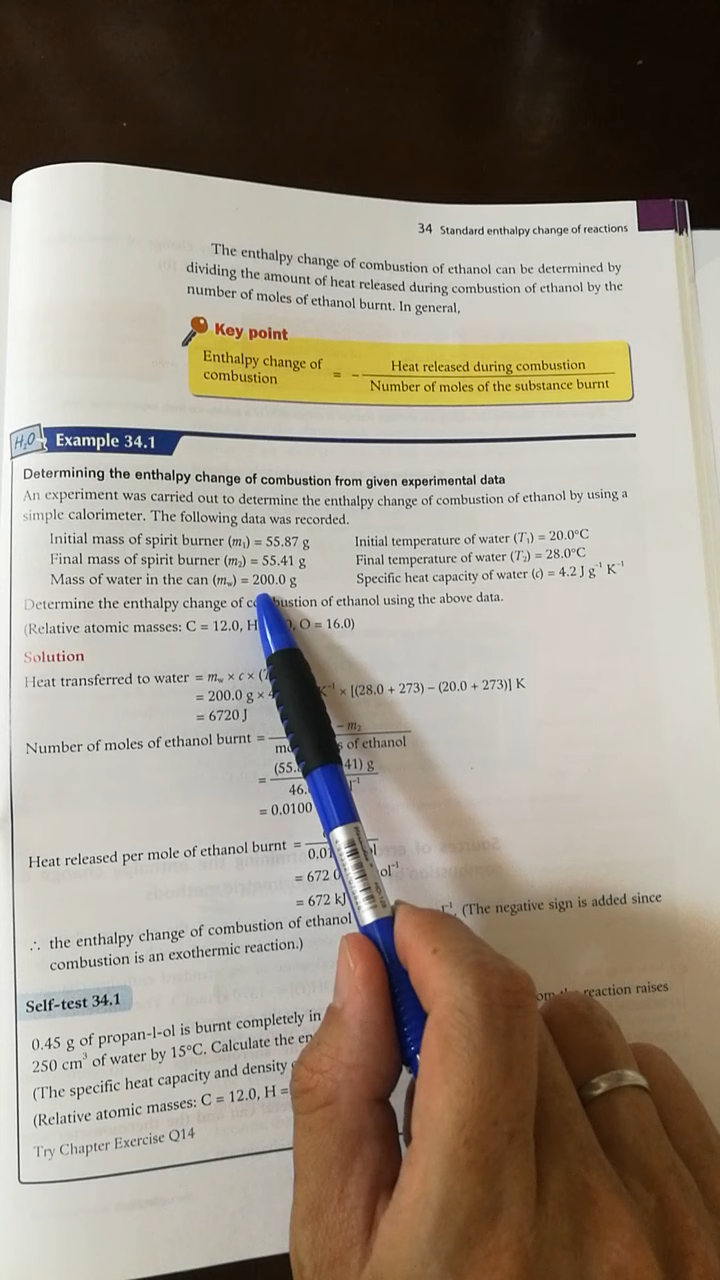 34 Standard enthalpy change of reactions
The enthalpy change of combustion of ethanol can be determined by
dividing the amount of heat released during combustion of ethanol by the
number of moles of ethanol burnt. In general,
Key point
Enthalpy change of combustion = - Heat released during combustion / Number of moles of the substance burnt
H₂O Example 34.1
Determining the enthalpy change of combustion from given experimental data
An experiment was carried out to determine the enthalpy change of combustion of ethanol by using a
simple calorimeter. The following data was recorded.
Initial mass of spirit burner (m₁) = 55.87 g Initial temperature of water (T₁) = 20.0°C
Final mass of spirit burner (m₂) = 55.41 g Final temperature of water (T₂) = 28.0°C
Mass of water in the can (mw) = 200.0 g Specific heat capacity of water (c) = 4.2 J g⁻¹ K⁻¹
Determine the enthalpy change of combustion of ethanol using the above data.
(Relative atomic masses: C = 12.0, H , O = 16.0)
Solution
Heat transferred to water = mw × c × (
= 200.0 g × K⁻¹ × [(28.0 + 273) – (20.0 + 273)] K
= 6720 J
Number of moles of ethanol burnt = – m₂
of ethanol
= (55. 41) g
46.
= 0.0100
Heat released per mole of ethanol burnt =
0.01
= 672 0 ol⁻¹
= 672 kJ
∴ the enthalpy change of combustion of ethanol (The negative sign is added since
combustion is an exothermic reaction.)
Self-test 34.1
0.45 g of propan-l-ol is burnt completely in reaction raises
250 cm³ of water by 15°C. Calculate the
(The specific heat capacity and density
(Relative atomic masses: C = 12.0, H =
Try Chapter Exercise Q14